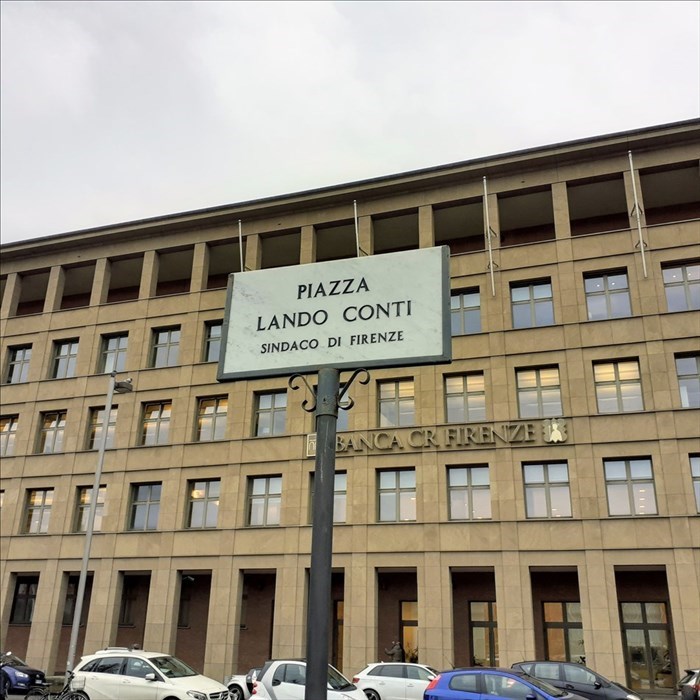 PIAZZA
LANDO CONTI
SINDACO DI FIRENZE
BANCA CR FIRENZE